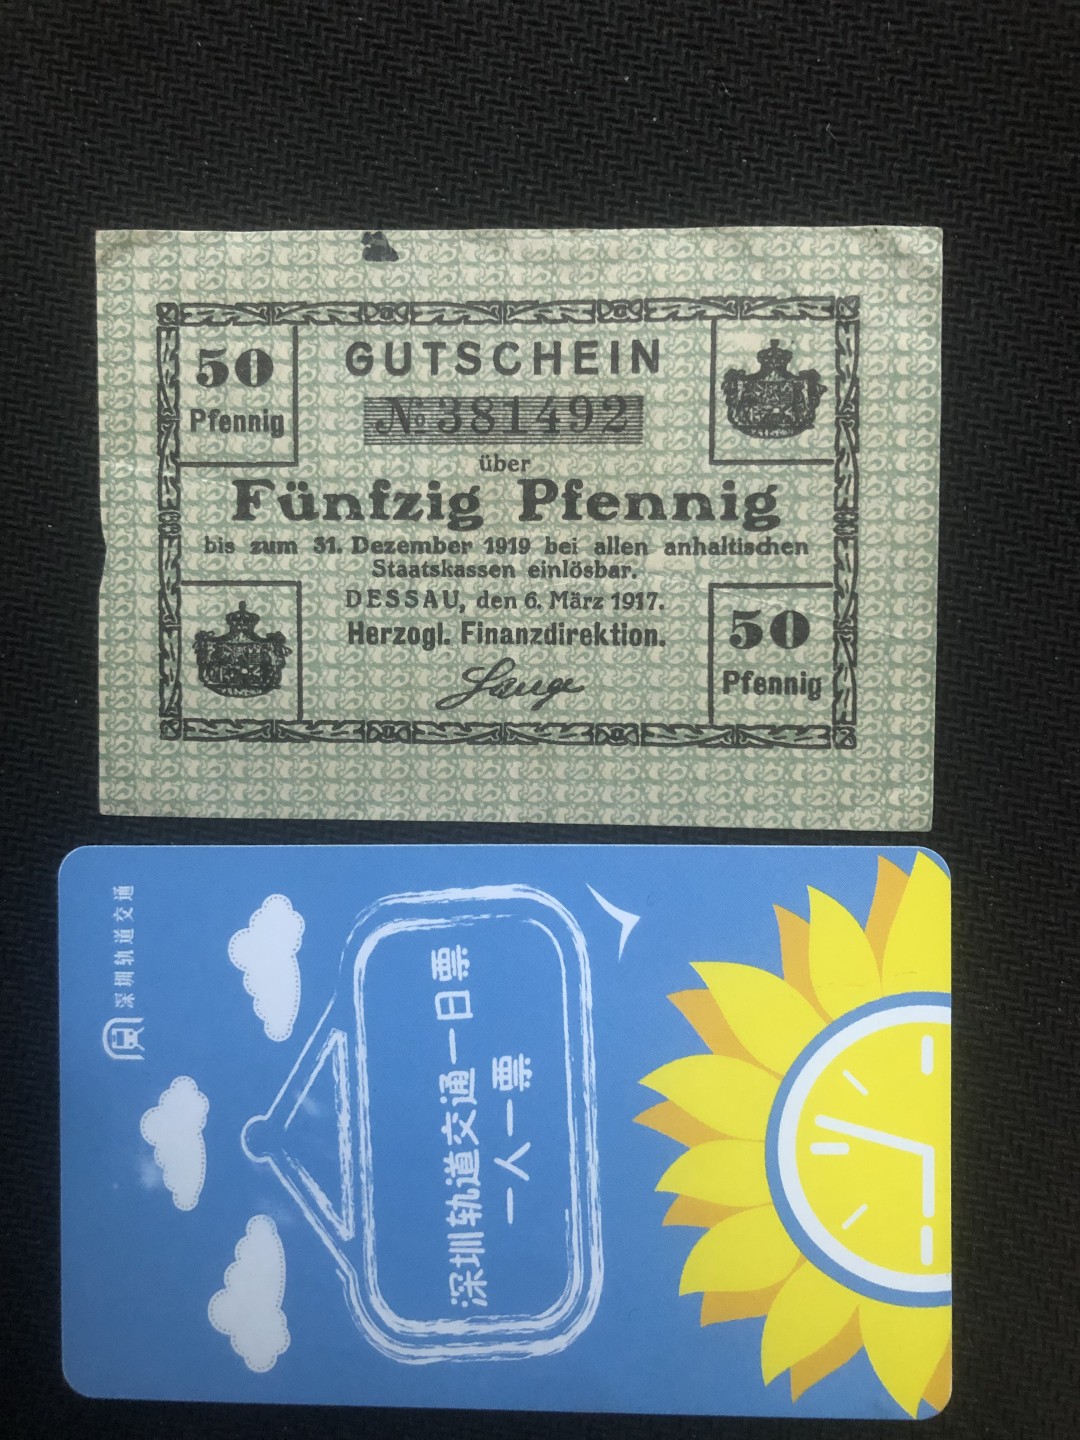 50
Pfennig
GUTSCHEIN
№ 381492
über
Fünfzig Pfennig
bis zum 31. Dezember 1919 bei allen anhaltischen
Staatskassen einlösbar.
DESSAU, den 6. März 1917.
Herzogl. Finanzdirektion.
Lange
50
Pfennig
深圳轨道交通
深圳轨道交通一日票
一人一票